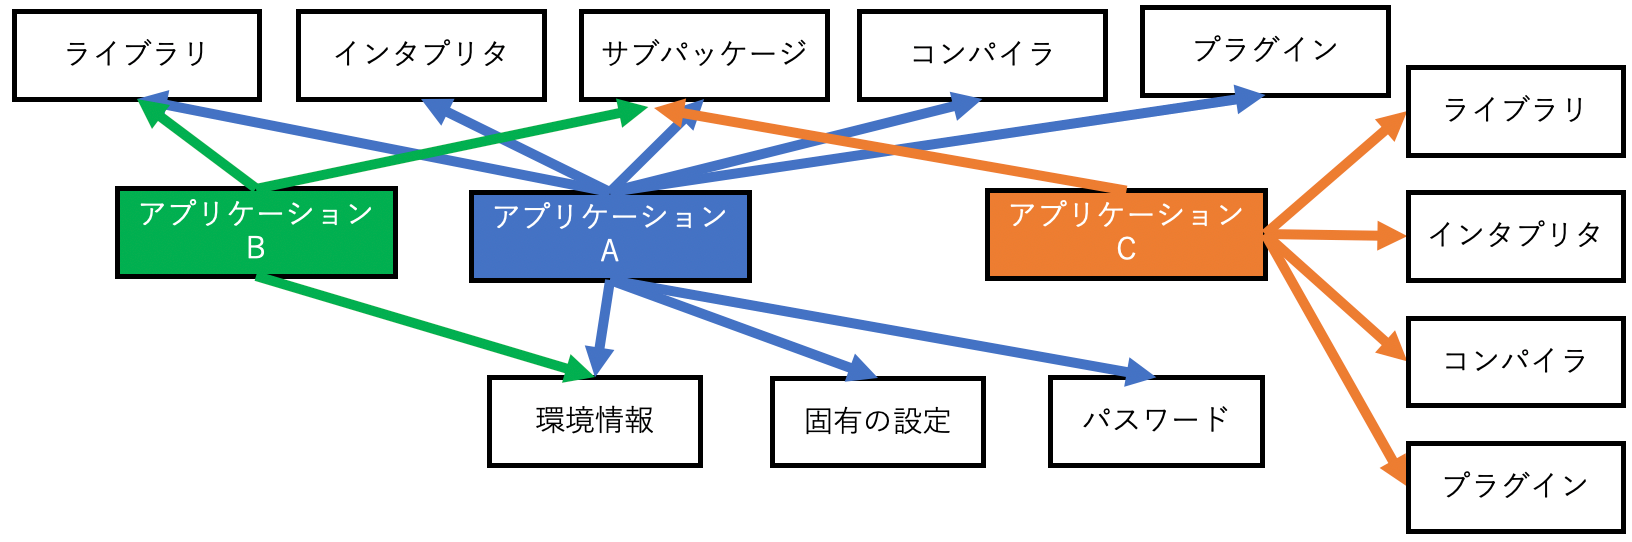 ライブラリ
インタプリタ
サブパッケージ
コンパイラ
プラグイン
ライブラリ
アプリケーション
B
アプリケーション
A
アプリケーション
C
インタプリタ
コンパイラ
環境情報
固有の設定
パスワード
プラグイン